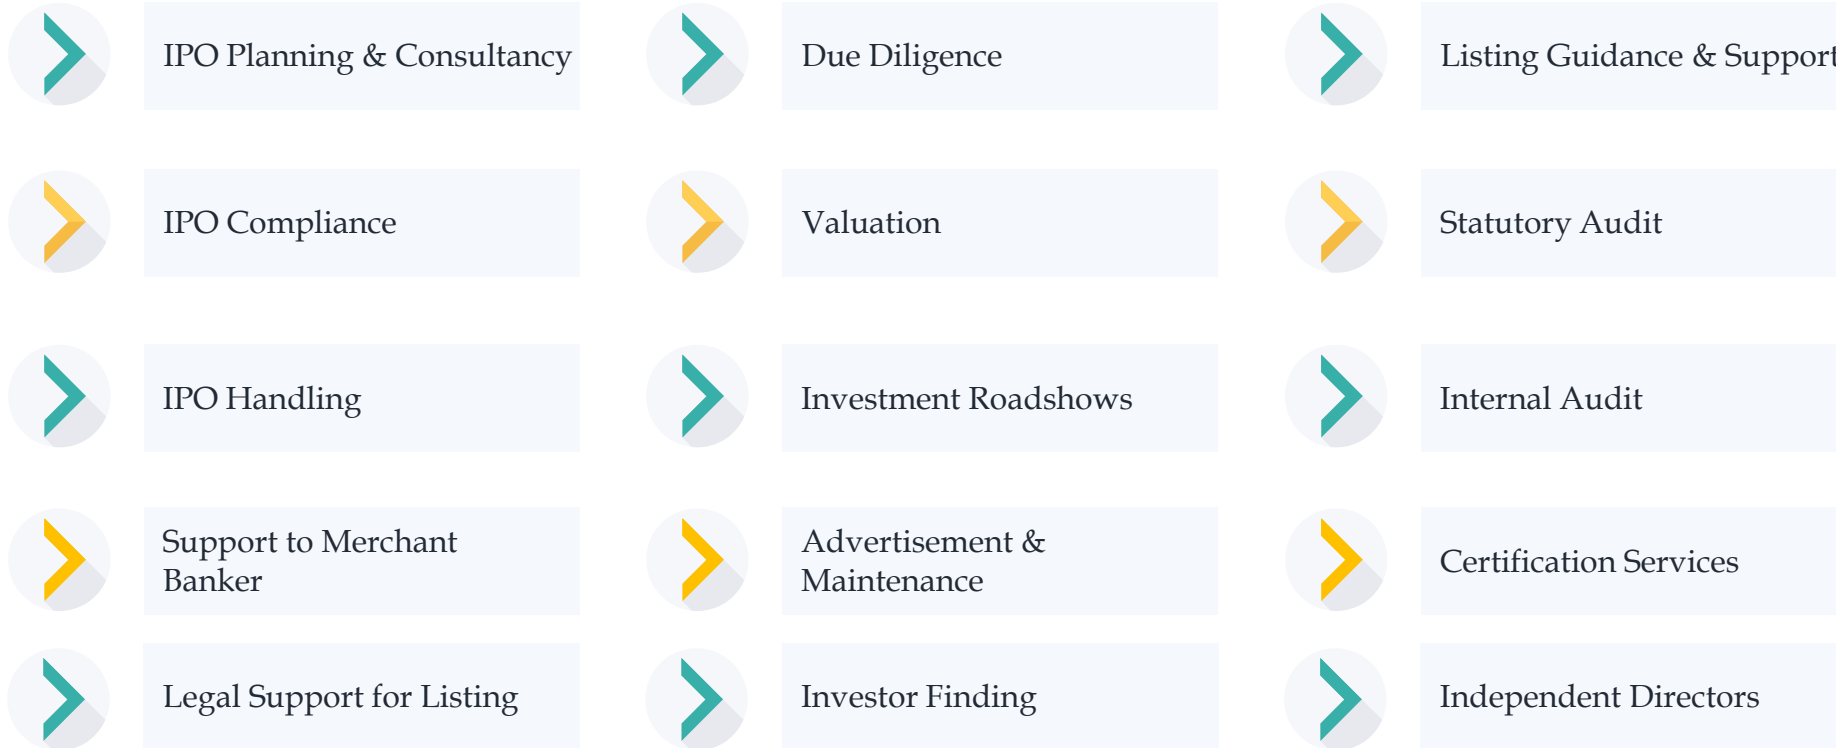 IPO Planning & Consultancy
Due Diligence
Listing Guidance & Support
IPO Compliance
Valuation
Statutory Audit
IPO Handling
Investment Roadshows
Internal Audit
Support to Merchant
Banker
Advertisement &
Maintenance
Certification Services
Legal Support for Listing
Investor Finding
Independent Directors